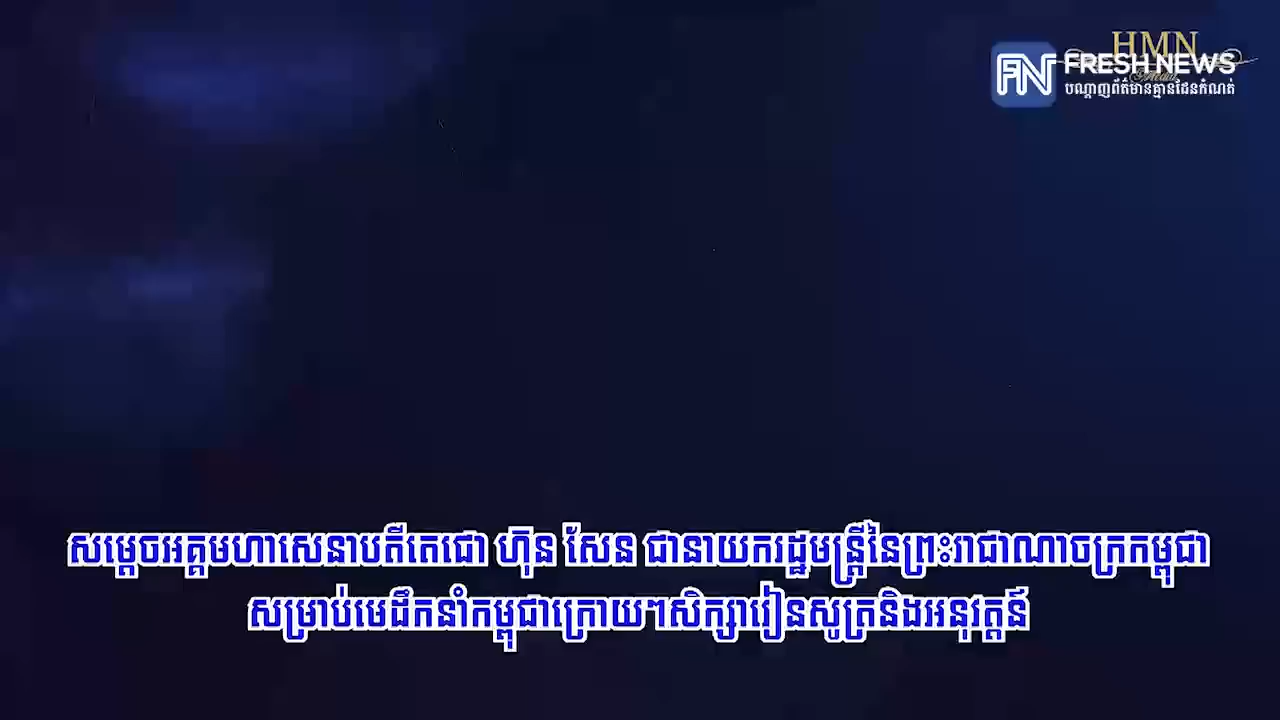 HMN
Media
FRESH NEWS
បណ្ដាញព័ត៌មានគ្មានដែនកំណត់
សម្ដេចអគ្គមហាសេនាបតីតេជោ ហ៊ុន សែន ជានាយករដ្ឋមន្ត្រីនៃព្រះរាជាណាចក្រកម្ពុជា
សម្រាប់មេដឹកនាំកម្ពុជាក្រោយៗសិក្សារៀនសូត្រនិងអនុវត្តន៍